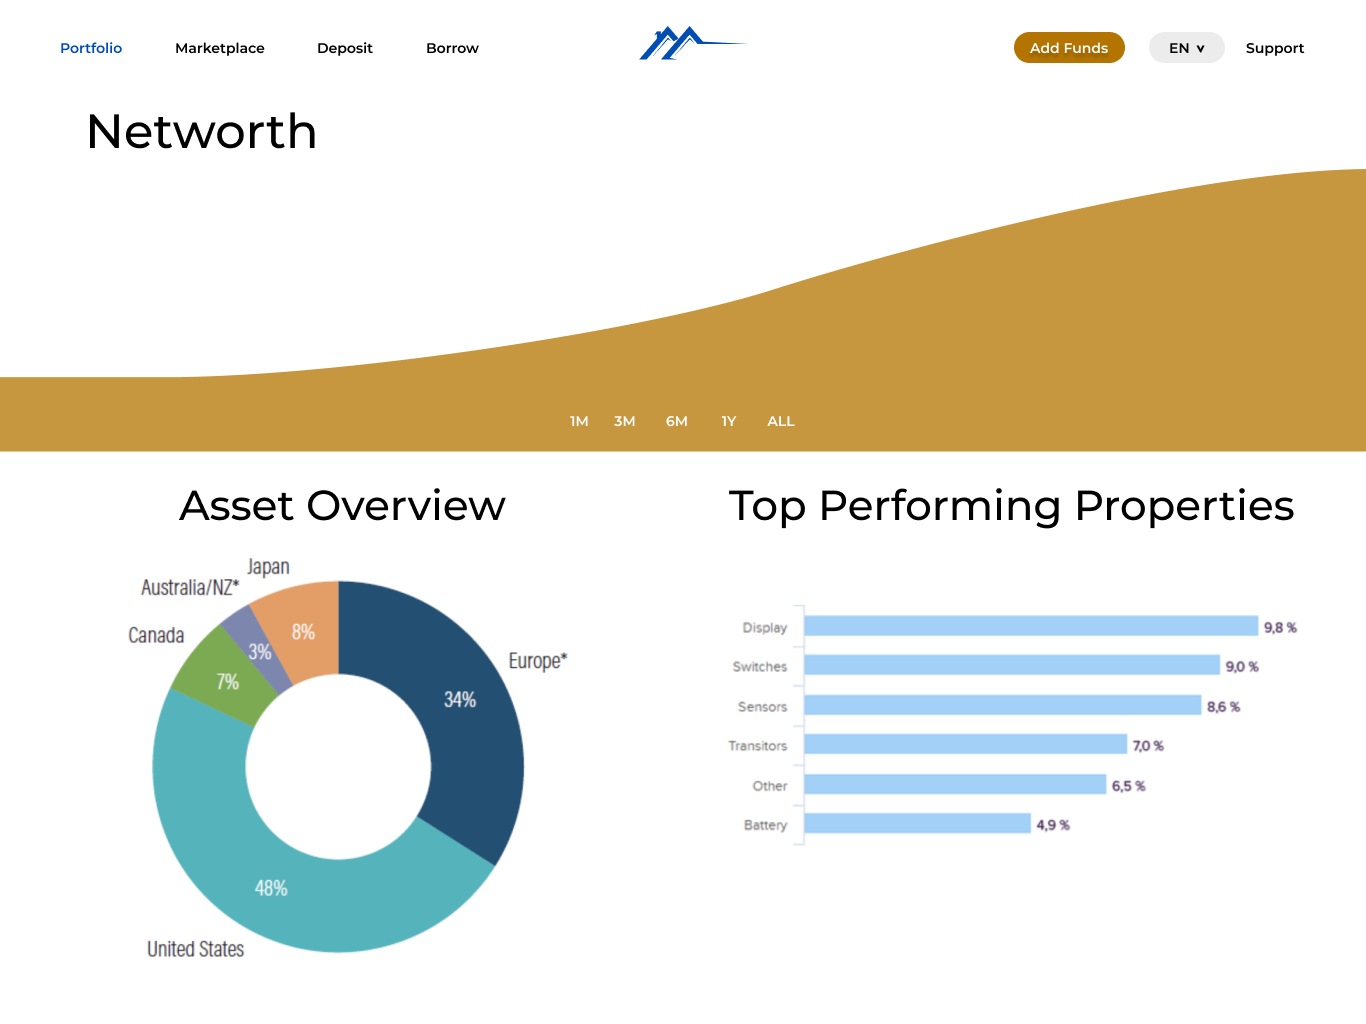 Portfolio
Marketplace
Deposit
Borrow
Add Funds
EN
Support
Networth
1M
3M
6M
1Y
ALL
Asset Overview
Japan
Australia/NZ*
Canada
Europe*
United States
8%
3%
7%
34%
48%
Top Performing Properties
Display 9,8 %
Switches 9,0 %
Sensors 8,6 %
Transitors 7,0 %
Other 6,5 %
Battery 4,9 %